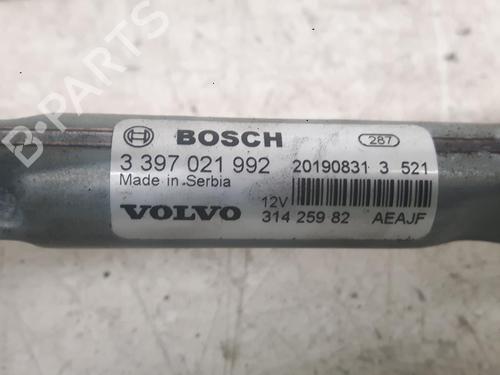 BOSCH
287
3 397 021 992
20190831 3 521
Made in Serbia
VOLVO
12V
314 259 82
AEAJF
B-PARTS